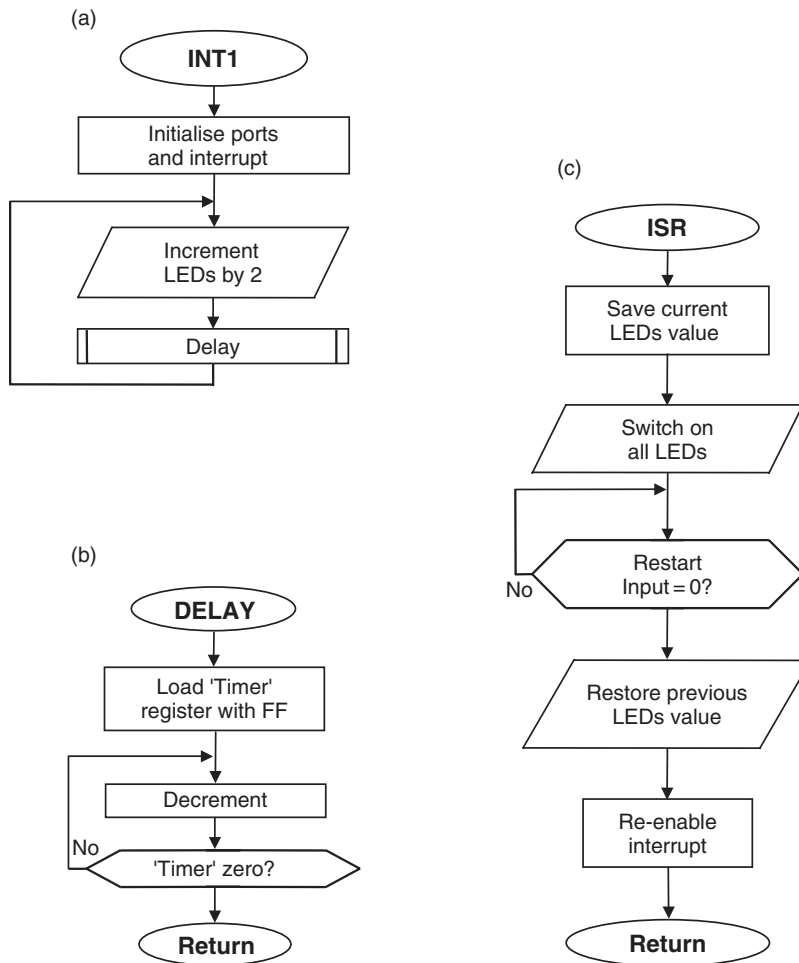 (a)
INT1
Initialise ports
and interrupt
Increment
LEDs by 2
Delay
(b)
DELAY
Load 'Timer'
register with FF
Decrement
No
'Timer' zero?
Return
(c)
ISR
Save current
LEDs value
Switch on
all LEDs
No
Restart
Input = 0?
Restore previous
LEDs value
Re-enable
interrupt
Return